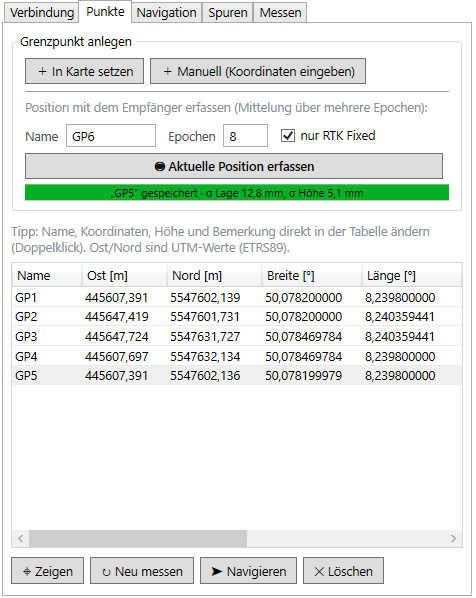 Verbindung Punkte Navigation Spuren Messen
Grenzpunkt anlegen
+ In Karte setzen + Manuell (Koordinaten eingeben)
Position mit dem Empfänger erfassen (Mittelung über mehrere Epochen):
Name GP6 Epochen 8 nur RTK Fixed
Aktuelle Position erfassen
„GP5“ gespeichert · σ Lage 12,8 mm, σ Höhe 5,1 mm
Tipp: Name, Koordinaten, Höhe und Bemerkung direkt in der Tabelle ändern
(Doppelklick). Ost/Nord sind UTM-Werte (ETRS89).
Name Ost [m] Nord [m] Breite [°] Länge [°]
GP1 445607,391 5547602,139 50,078200000 8,239800000
GP2 445647,419 5547601,731 50,078200000 8,240359441
GP3 445647,724 5547631,727 50,078469784 8,240359441
GP4 445607,697 5547632,134 50,078469784 8,239800000
GP5 445607,391 5547602,136 50,078199979 8,239800000
⌖ Zeigen ↻ Neu messen ➤ Navigieren ✕ Löschen